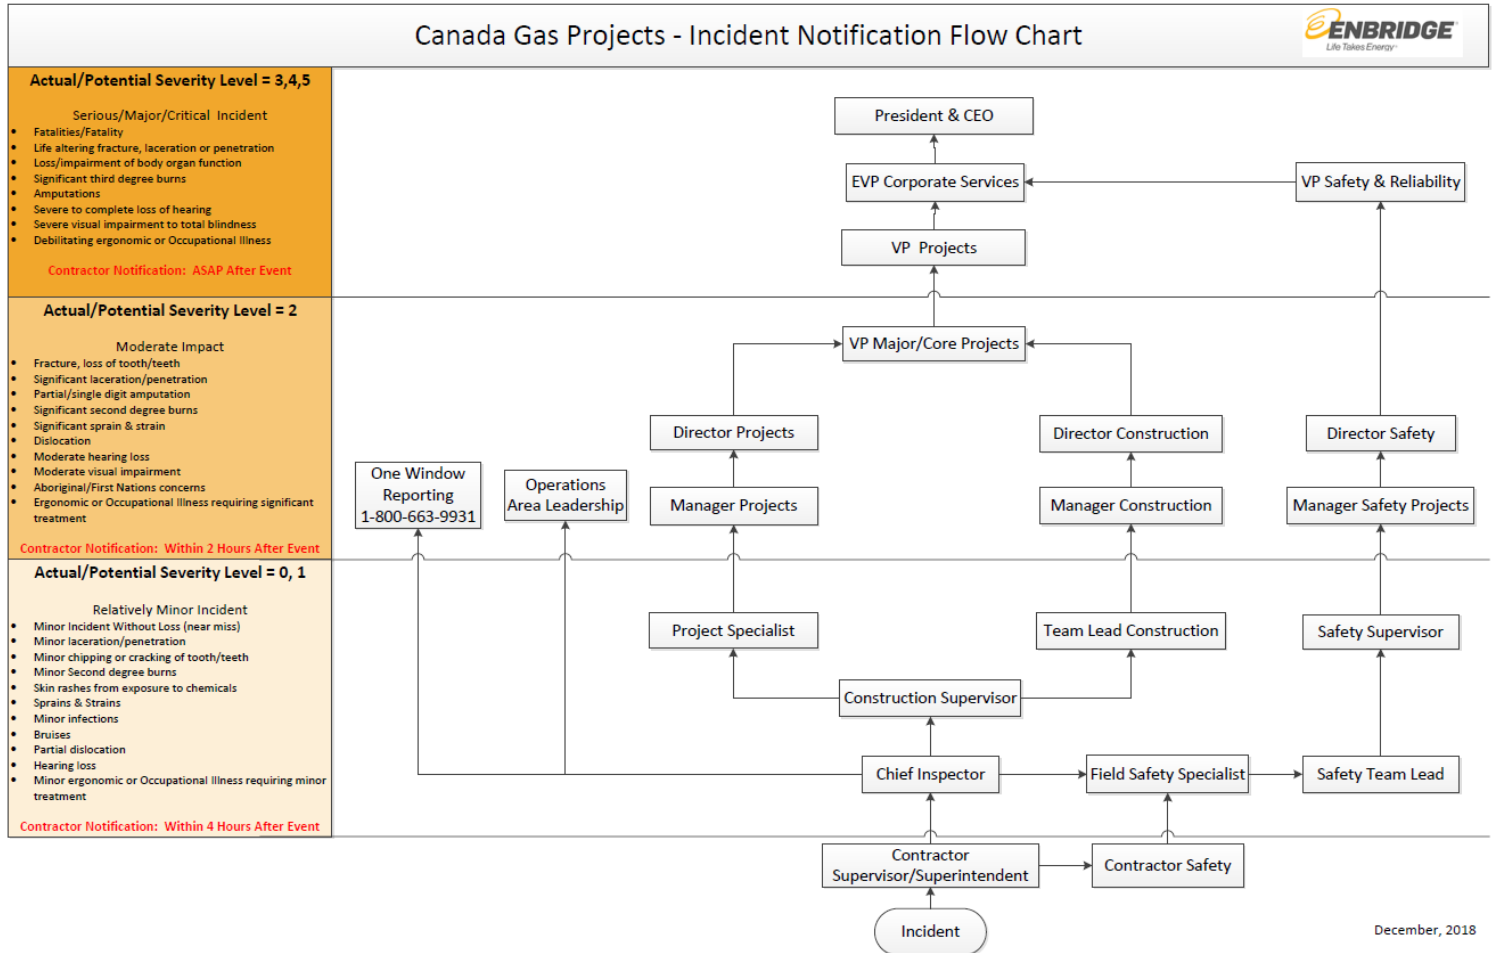 Canada Gas Projects - Incident Notification Flow Chart
ENBRIDGE
Life Takes Energy™
Actual/Potential Severity Level = 3,4,5
Serious/Major/Critical Incident
• Fatalities/Fatality
• Life altering fracture, laceration or penetration
• Loss/impairment of body organ function
• Significant third degree burns
• Amputations
• Severe to complete loss of hearing
• Severe visual impairment to total blindness
• Debilitating ergonomic or Occupational Illness
Contractor Notification: ASAP After Event
Actual/Potential Severity Level = 2
Moderate Impact
• Fracture, loss of tooth/teeth
• Significant laceration/penetration
• Partial/single digit amputation
• Significant second degree burns
• Significant sprain & strain
• Dislocation
• Moderate hearing loss
• Moderate visual impairment
• Aboriginal/First Nations concerns
• Ergonomic or Occupational Illness requiring significant
treatment
Contractor Notification: Within 2 Hours After Event
Actual/Potential Severity Level = 0, 1
Relatively Minor Incident
• Minor Incident Without Loss (near miss)
• Minor laceration/penetration
• Minor chipping or cracking of tooth/teeth
• Minor Second degree burns
• Skin rashes from exposure to chemicals
• Sprains & Strains
• Minor infections
• Bruises
• Partial dislocation
• Hearing loss
• Minor ergonomic or Occupational Illness requiring minor
treatment
Contractor Notification: Within 4 Hours After Event
President & CEO
EVP Corporate Services
VP Safety & Reliability
VP Projects
VP Major/Core Projects
Director Projects
Director Construction
Director Safety
One Window
Reporting
1-800-663-9931
Operations
Area Leadership
Manager Projects
Manager Construction
Manager Safety Projects
Project Specialist
Team Lead Construction
Safety Supervisor
Construction Supervisor
Chief Inspector
Field Safety Specialist
Safety Team Lead
Contractor
Supervisor/Superintendent
Contractor Safety
Incident
December, 2018